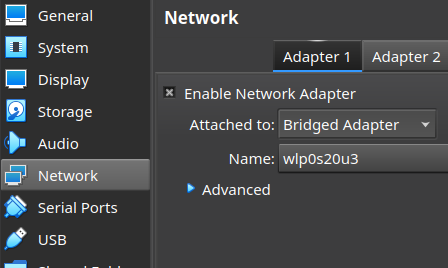 General
System
Display
Storage
Audio
Network
Serial Ports
USB
Network
Adapter 1 Adapter 2
Enable Network Adapter
Attached to: Bridged Adapter
Name: wlp0s20u3
Advanced